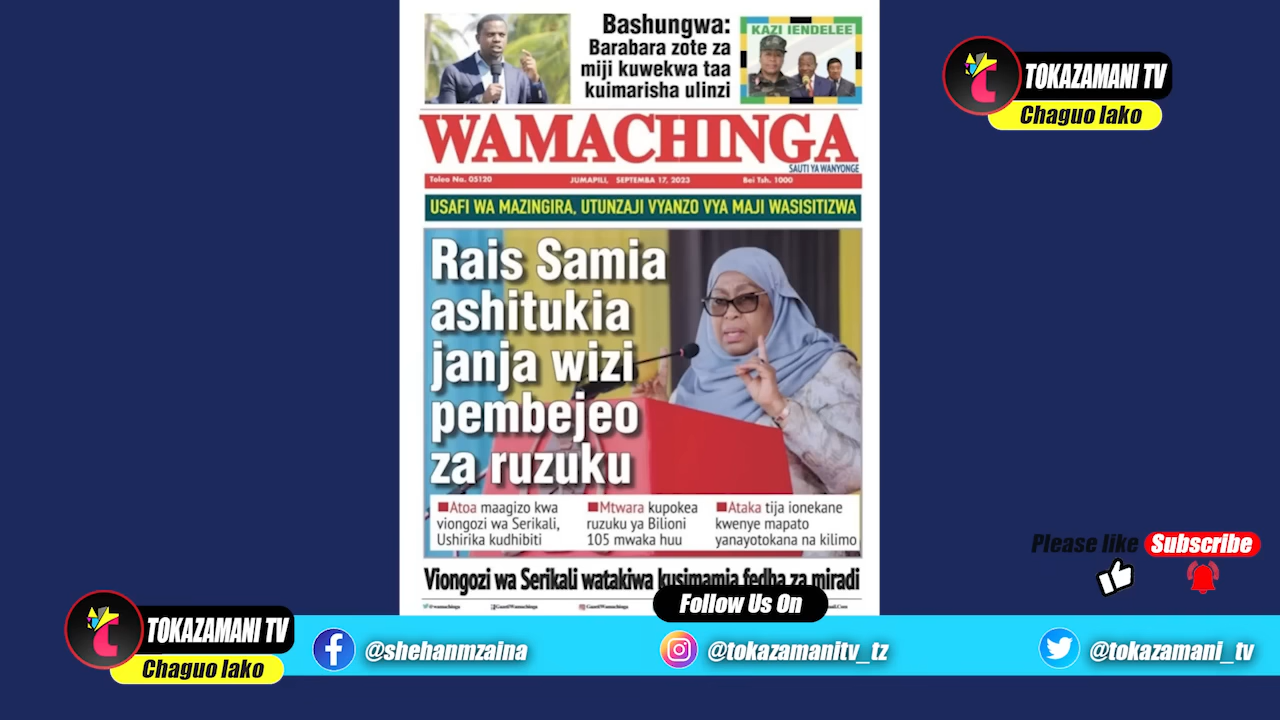 Bashungwa:
Barabara zote za
miji kuwekwa taa
kuimarisha ulinzi
KAZI IENDELEE
TOKAZAMANI TV
Chaguo lako
WAMACHINGA
SAUTI YA WANYONGE
Toleo Na. 05120 JUMAPILI SEPTEMBA 17, 2023 Bei Tsh. 1000
USAFI WA MAZINGIRA, UTUNZAJI VYANZO VYA MAJI WASISITIZWA
Rais Samia
ashitukia
janja wizi
pembejeo
za ruzuku
Atoa maagizo kwa
viongozi wa Serikali,
Ushirika kudhibiti
Mtwara kupokea
ruzuku ya Bilioni
105 mwaka huu
Ataka tija ionekane
kwenye mapato
yanayotokana na kilimo
Viongozi wa Serikali watakiwa kusimamia fedha za miradi
@wamachinga GazetiWamachinga GazetiWamachinga
Please like Subscribe
Follow Us On
TOKAZAMANI TV
Chaguo lako
@shehanmzaina
@tokazamanitv_tz
@tokazamani_tv